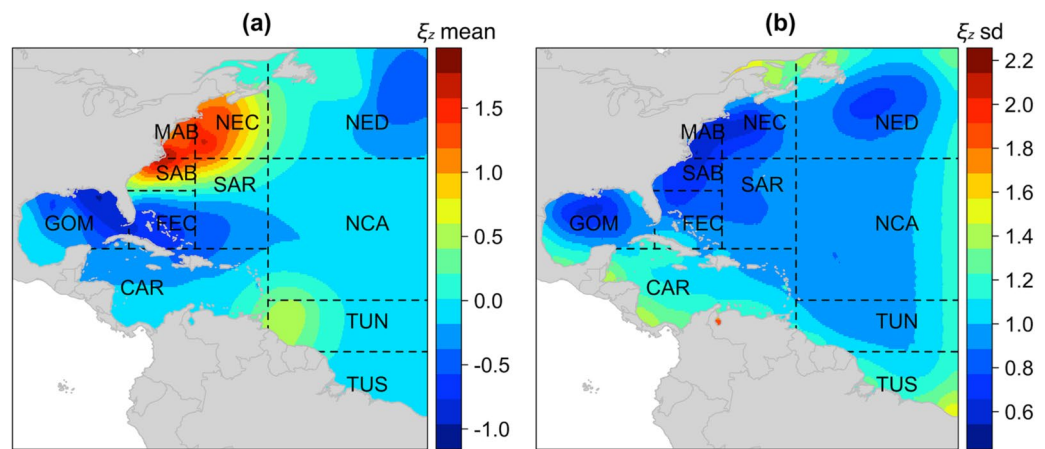 (a)
ξz mean
1.5
1.0
0.5
0.0
-0.5
-1.0
MAB
NEC
NED
SAB
SAR
GOM
FEC
NCA
CAR
TUN
TUS
(b)
ξz sd
2.2
2.0
1.8
1.6
1.4
1.2
1.0
0.8
0.6
MAB
NEC
NED
SAB
SAR
GOM
FEC
NCA
CAR
TUN
TUS